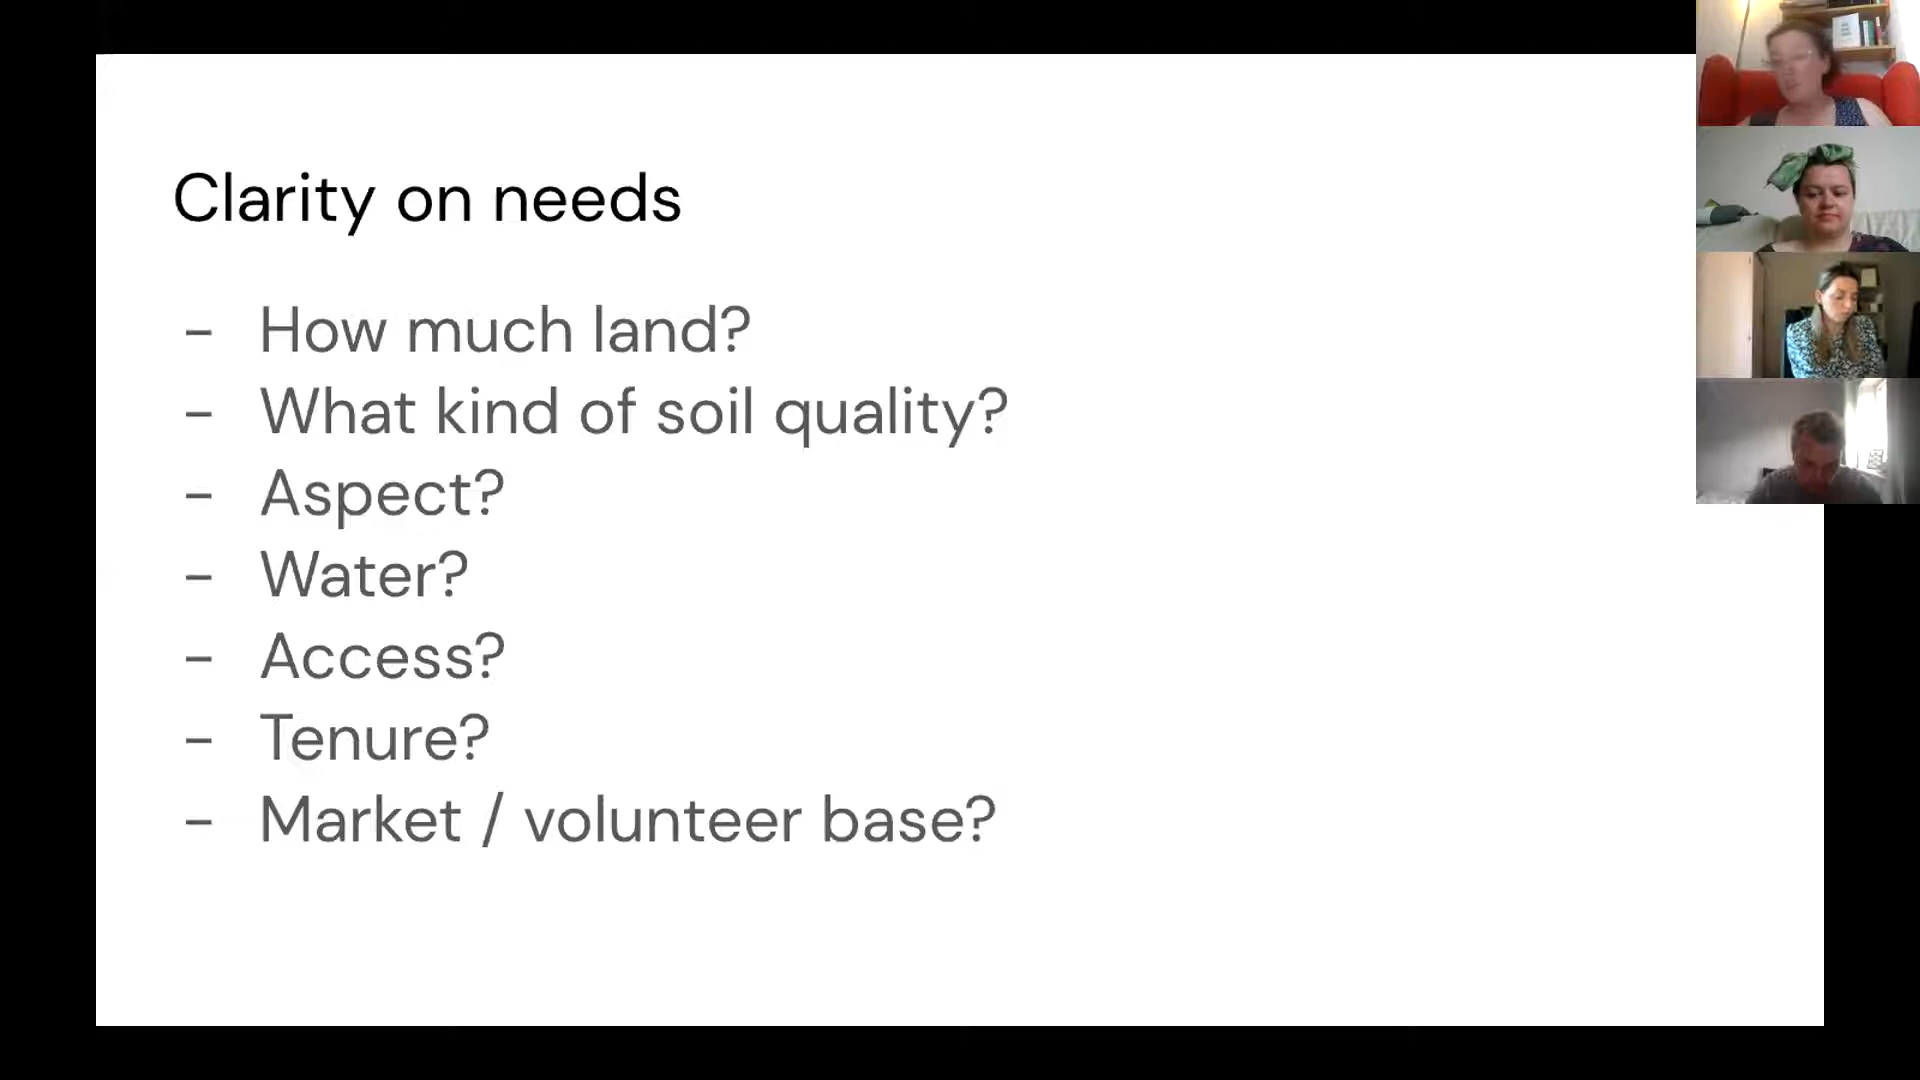 Clarity on needs
- How much land?
- What kind of soil quality?
- Aspect?
- Water?
- Access?
- Tenure?
- Market / volunteer base?